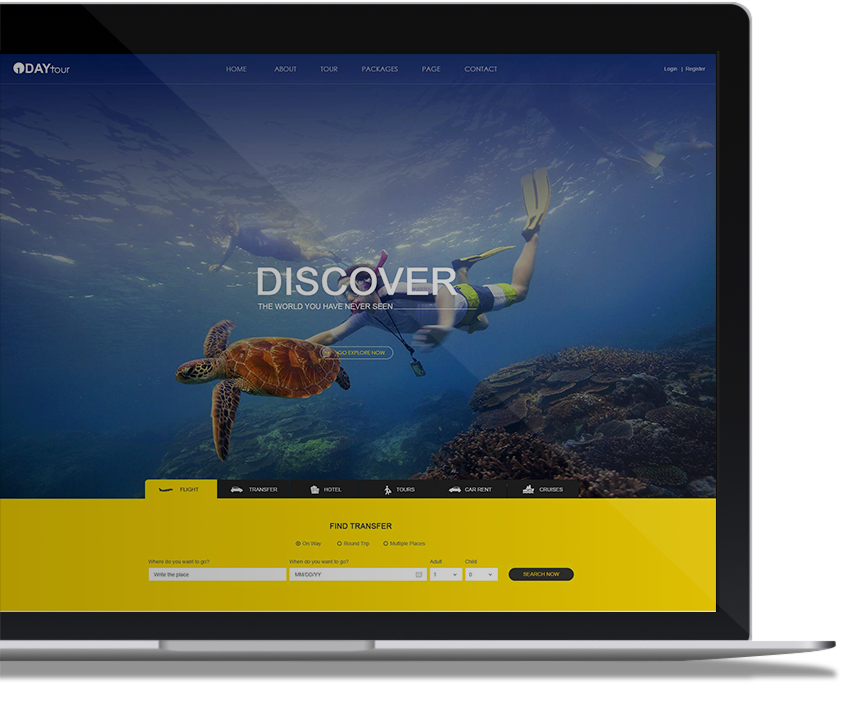 1DAYtour
HOME ABOUT TOUR PACKAGES PAGE CONTACT
Login | Register
DISCOVER
THE WORLD YOU HAVE NEVER SEEN
GO EXPLORE NOW
FLIGHT TRANSFER HOTEL TOURS CAR RENT CRUISES
FIND TRANSFER
On Way Round Trip Multiple Places
Where do you want to go? When do you want to go? Adult Child
Write the place MM/DD/YY 1 0 SEARCH NOW